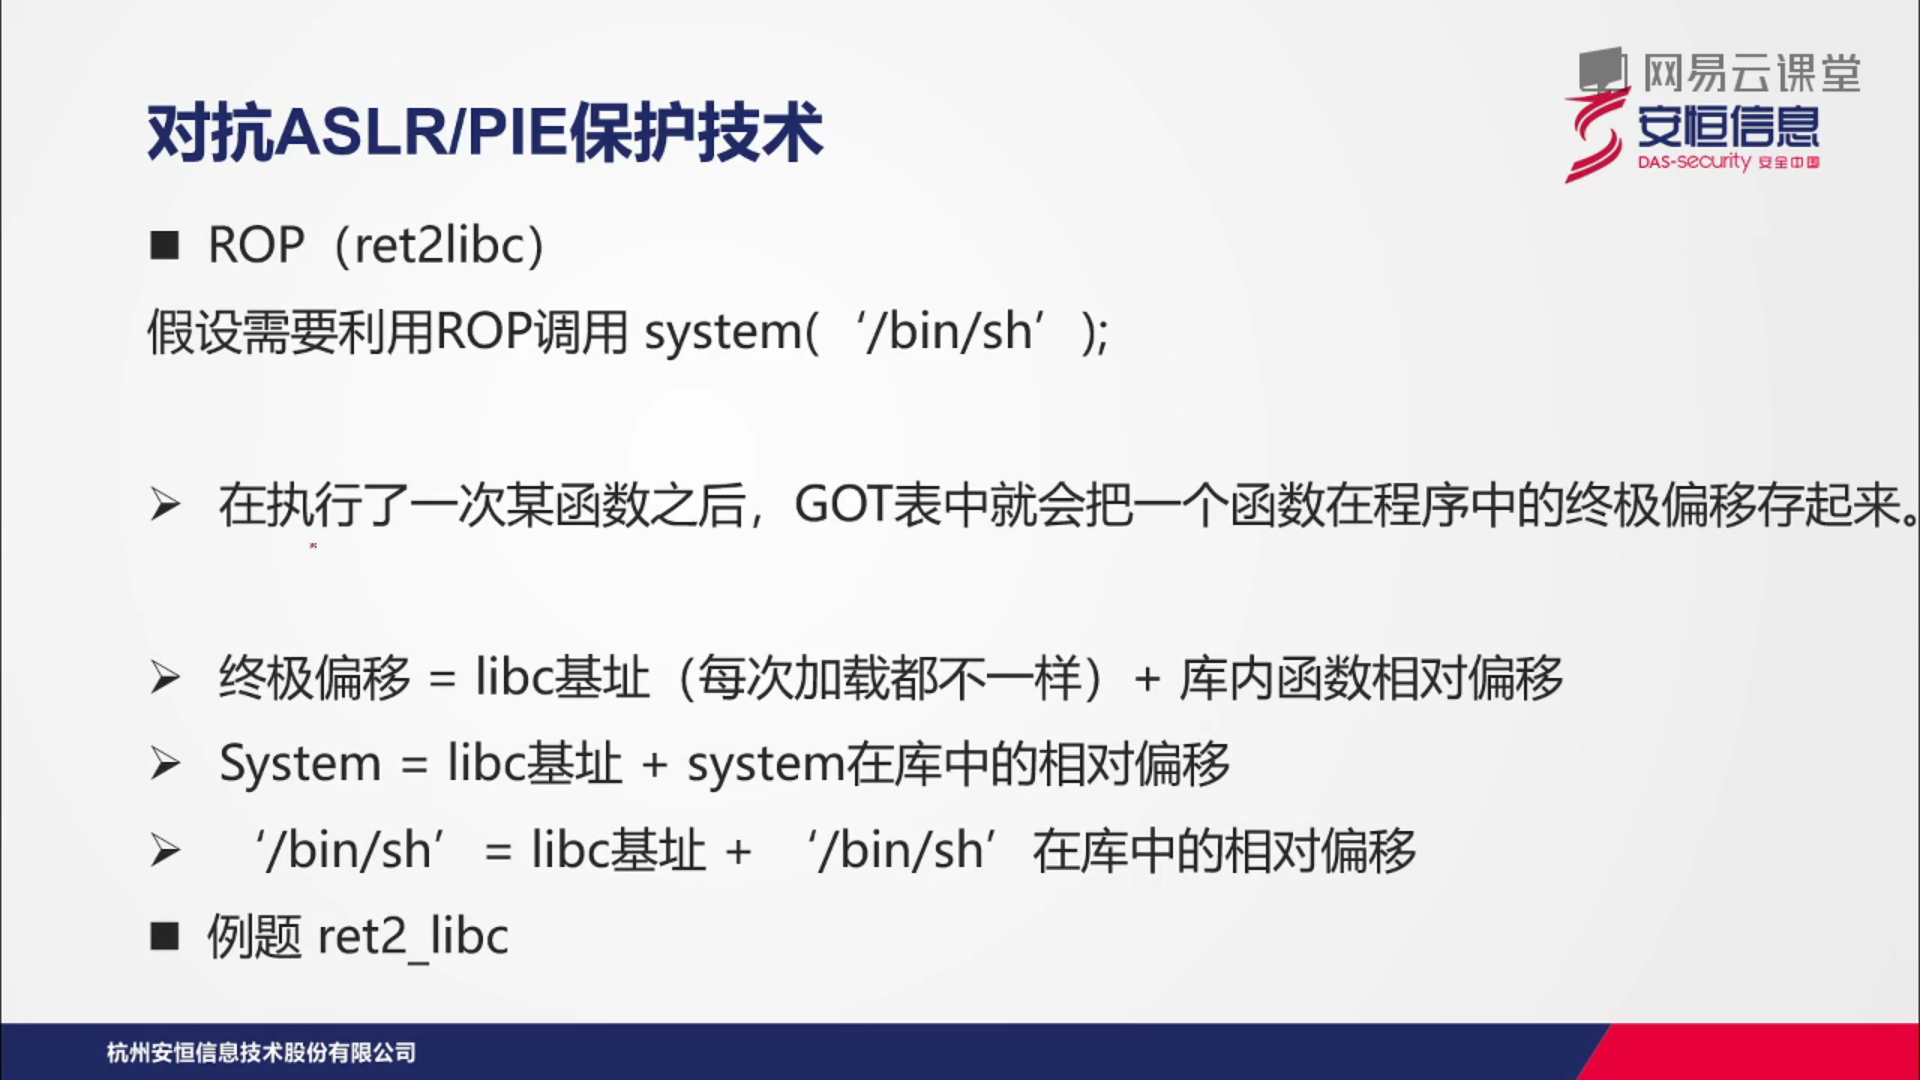 网易云课堂
安恒信息
DAS-security 安全中国
对抗ASLR/PIE保护技术
■ ROP（ret2libc）
假设需要利用ROP调用 system(‘/bin/sh’);
➢ 在执行了一次某函数之后，GOT表中就会把一个函数在程序中的终极偏移存起来。
➢ 终极偏移 = libc基址（每次加载都不一样）+ 库内函数相对偏移
➢ System = libc基址 + system在库中的相对偏移
➢ ‘/bin/sh’ = libc基址 + ‘/bin/sh’在库中的相对偏移
■ 例题 ret2_libc
杭州安恒信息技术股份有限公司